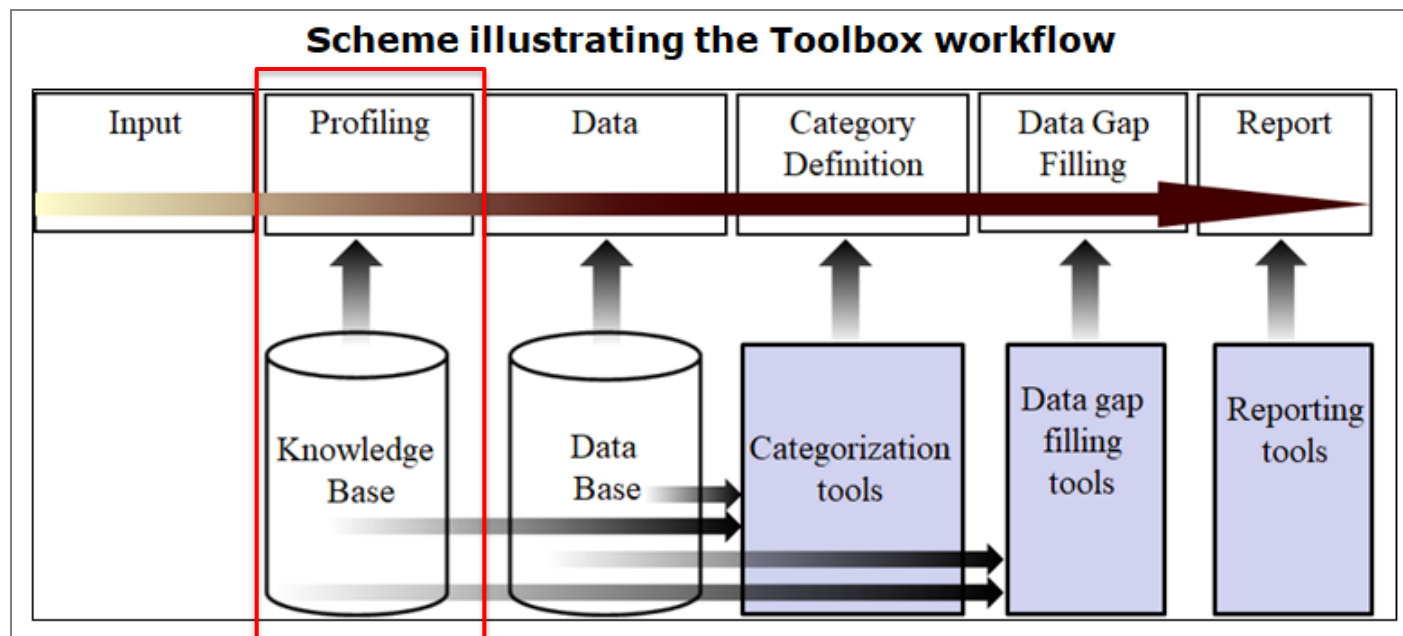 Scheme illustrating the Toolbox workflow
Input
Profiling
Data
Category
Definition
Data Gap
Filling
Report
Knowledge
Base
Data
Base
Categorization
tools
Data gap
filling
tools
Reporting
tools